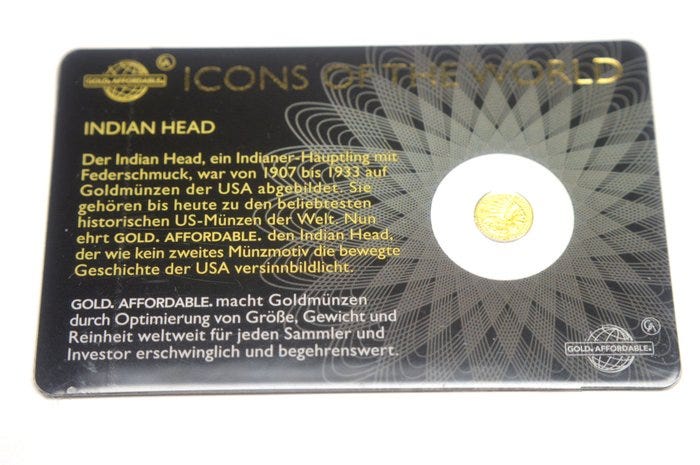 GOLD. AFFORDABLE.
ICONS OF THE WORLD
INDIAN HEAD
Der Indian Head, ein Indianer-Häuptling mit
Federschmuck, war von 1907 bis 1933 auf
Goldmünzen der USA abgebildet. Sie
gehören bis heute zu den beliebtesten
historischen US-Münzen der Welt. Nun
ehrt GOLD. AFFORDABLE. den Indian Head,
der wie kein zweites Münzmotiv die bewegte
Geschichte der USA versinnbildlicht.
GOLD. AFFORDABLE. macht Goldmünzen
durch Optimierung von Größe, Gewicht und
Reinheit weltweit für jeden Sammler und
Investor erschwinglich und begehrenswert.
GOLD. AFFORDABLE.